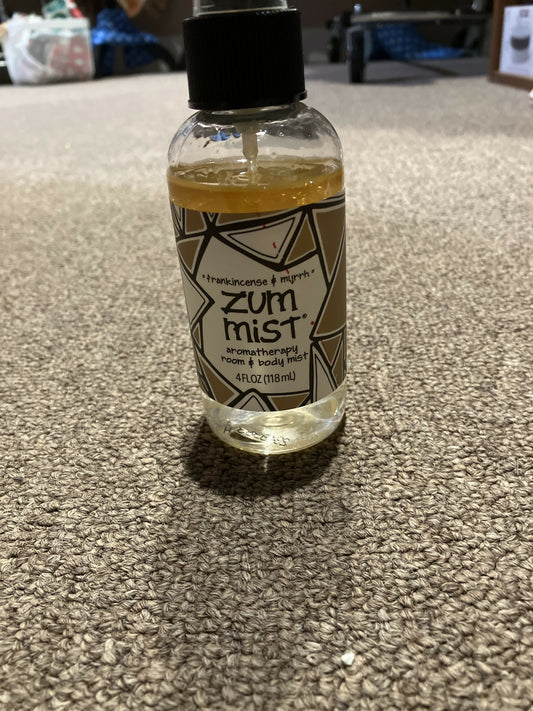 "frankincense & myrrh"
zum
mist®
aromatherapy
room & body mist
4 FL OZ (118 mL)